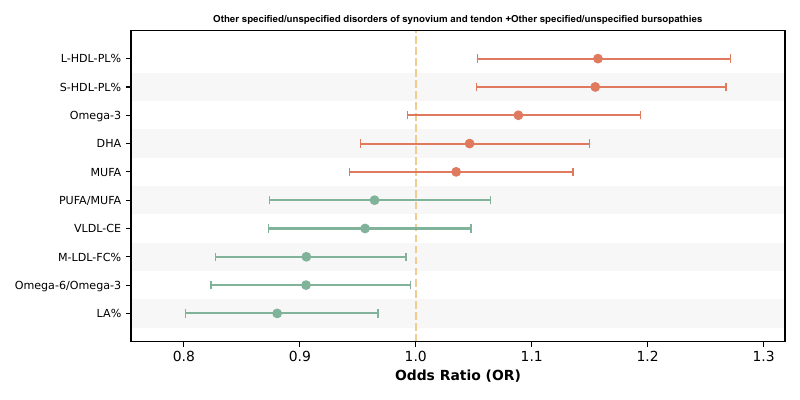 Other specified/unspecified disorders of synovium and tendon +Other specified/unspecified bursopathies
L-HDL-PL%
S-HDL-PL%
Omega-3
DHA
MUFA
PUFA/MUFA
VLDL-CE
M-LDL-FC%
Omega-6/Omega-3
LA%
0.8 0.9 1.0 1.1 1.2 1.3
Odds Ratio (OR)